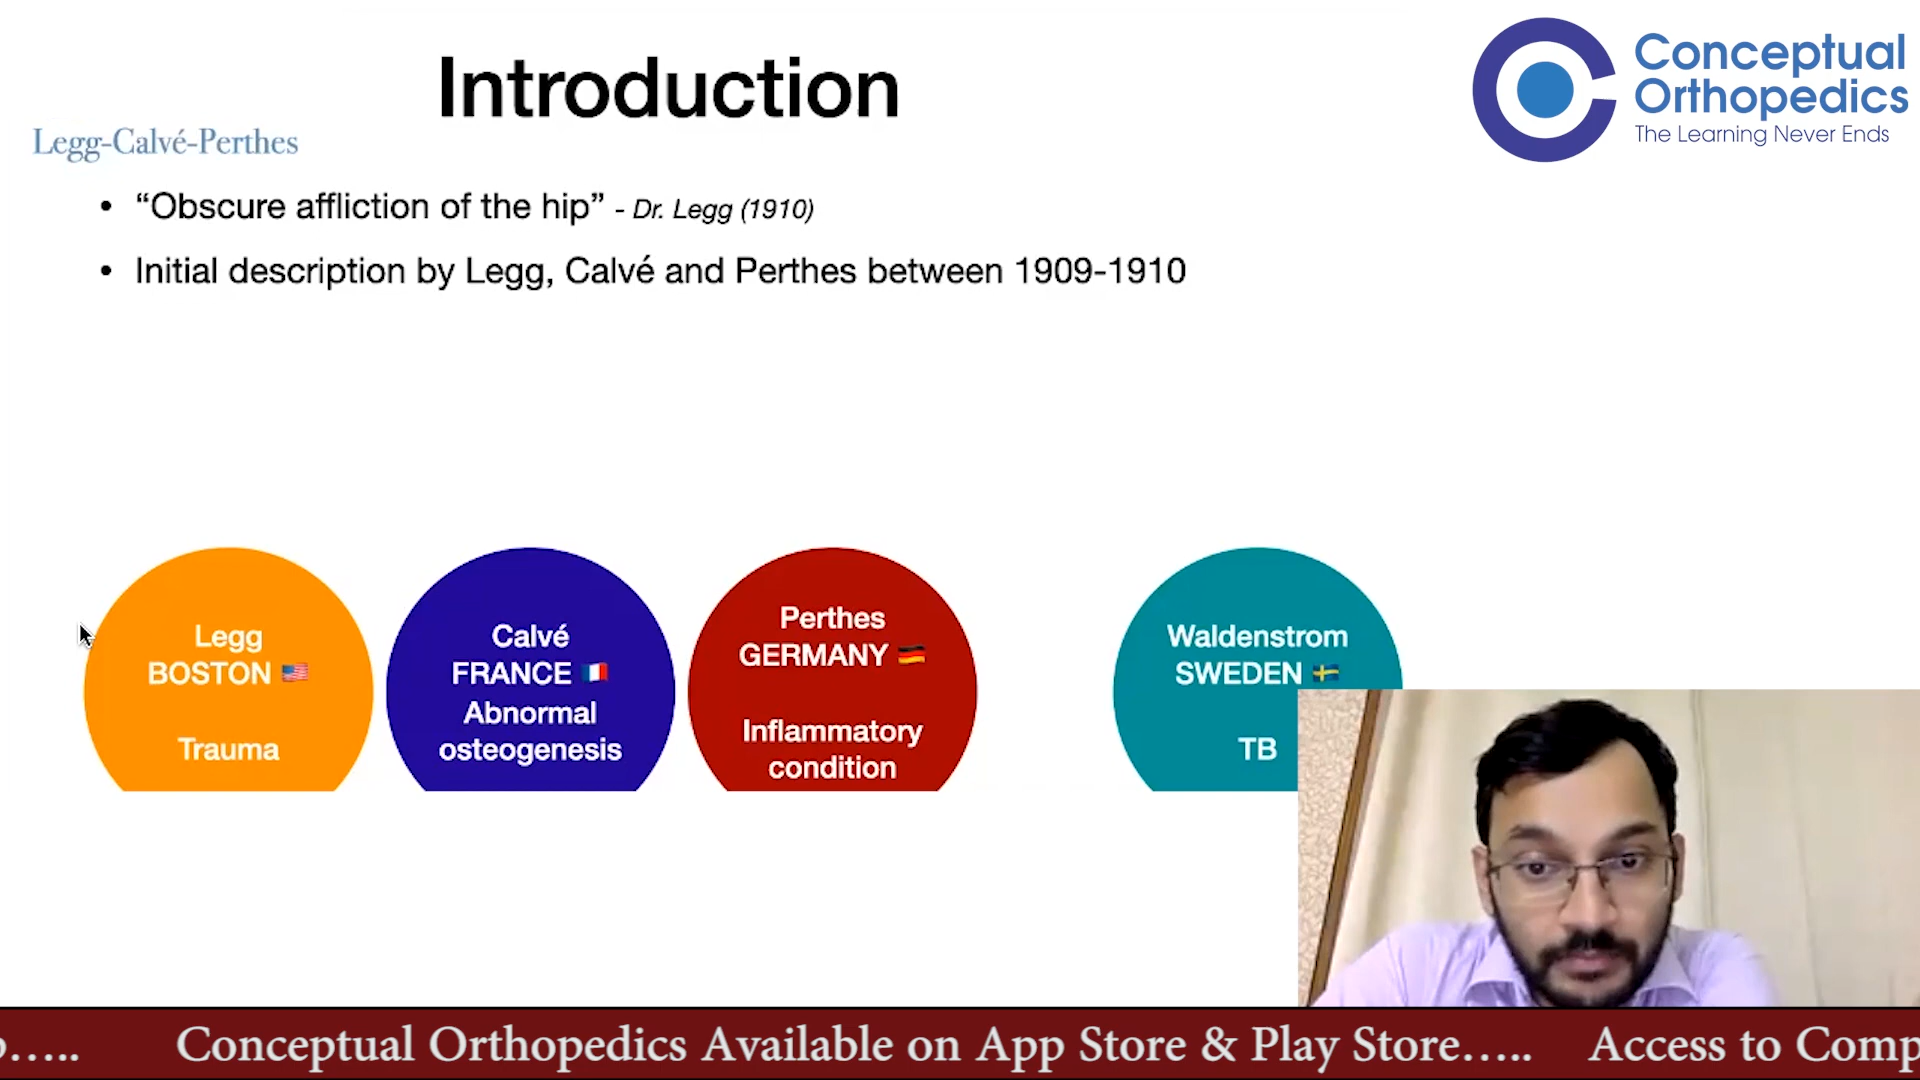 Introduction
Conceptual
Orthopedics
The Learning Never Ends
Legg-Calvé-Perthes
• “Obscure affliction of the hip” - Dr. Legg (1910)
• Initial description by Legg, Calvé and Perthes between 1909-1910
Legg
BOSTON 🇺🇸
Trauma
Calvé
FRANCE 🇫🇷
Abnormal
osteogenesis
Perthes
GERMANY 🇩🇪
Inflammatory
condition
Waldenstrom
SWEDEN 🇸🇪
TB
Conceptual Orthopedics Available on App Store & Play Store..... Access to